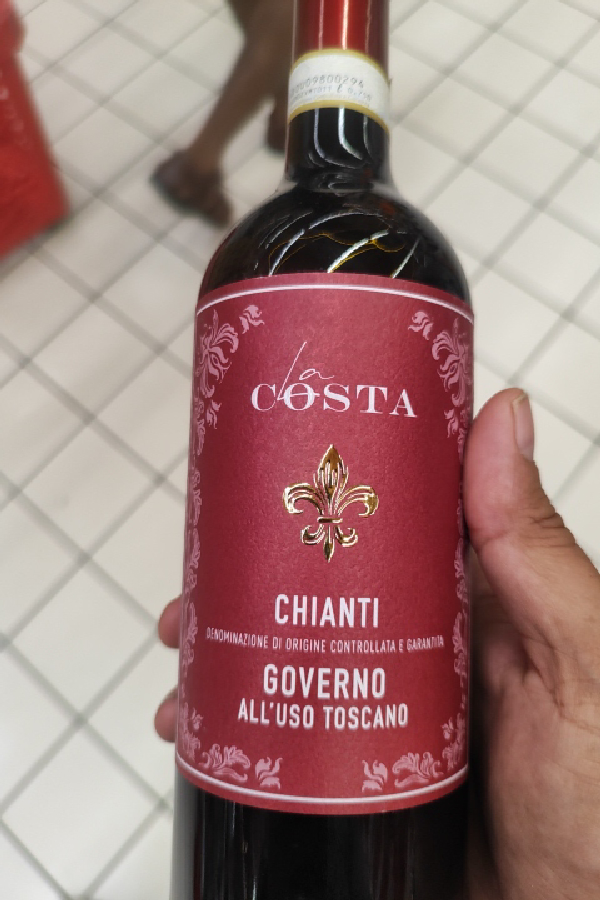 La
COSTA
CHIANTI
DENOMINAZIONE DI ORIGINE CONTROLLATA E GARANTITA
GOVERNO
ALL'USO TOSCANO